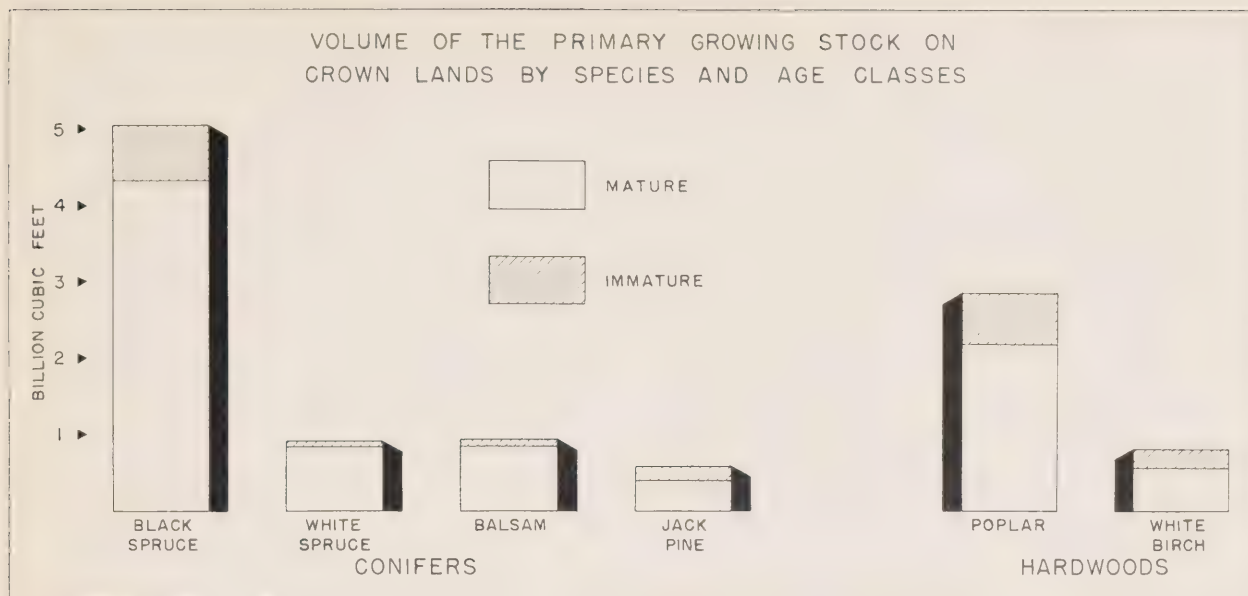 VOLUME OF THE PRIMARY GROWING STOCK ON
CROWN LANDS BY SPECIES AND AGE CLASSES
BILLION CUBIC FEET
5
4
3
2
1
MATURE
IMMATURE
BLACK
SPRUCE
WHITE
SPRUCE
BALSAM
JACK
PINE
POPLAR
WHITE
BIRCH
CONIFERS
HARDWOODS